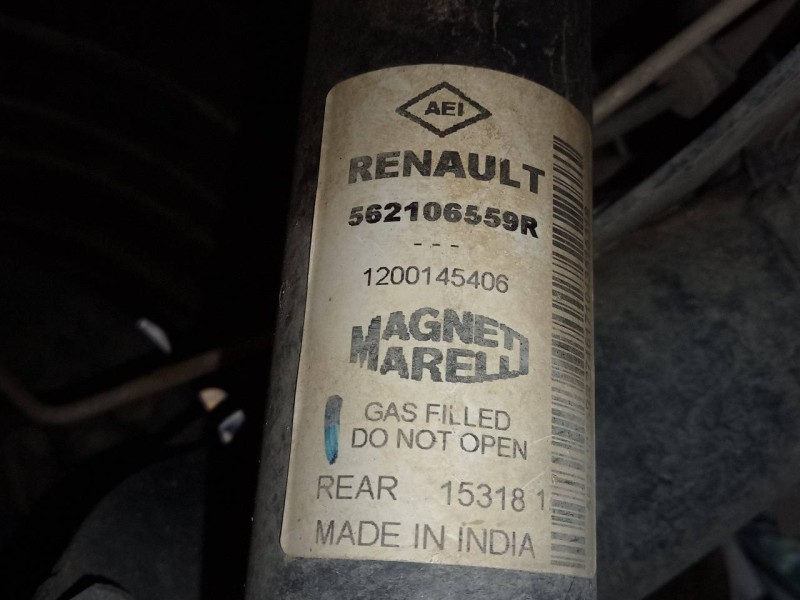 AEI
RENAULT
562106559R
- - -
1200145406
MAGNETI
MARELLI
GAS FILLED
DO NOT OPEN
REAR 15318 1
MADE IN INDIA